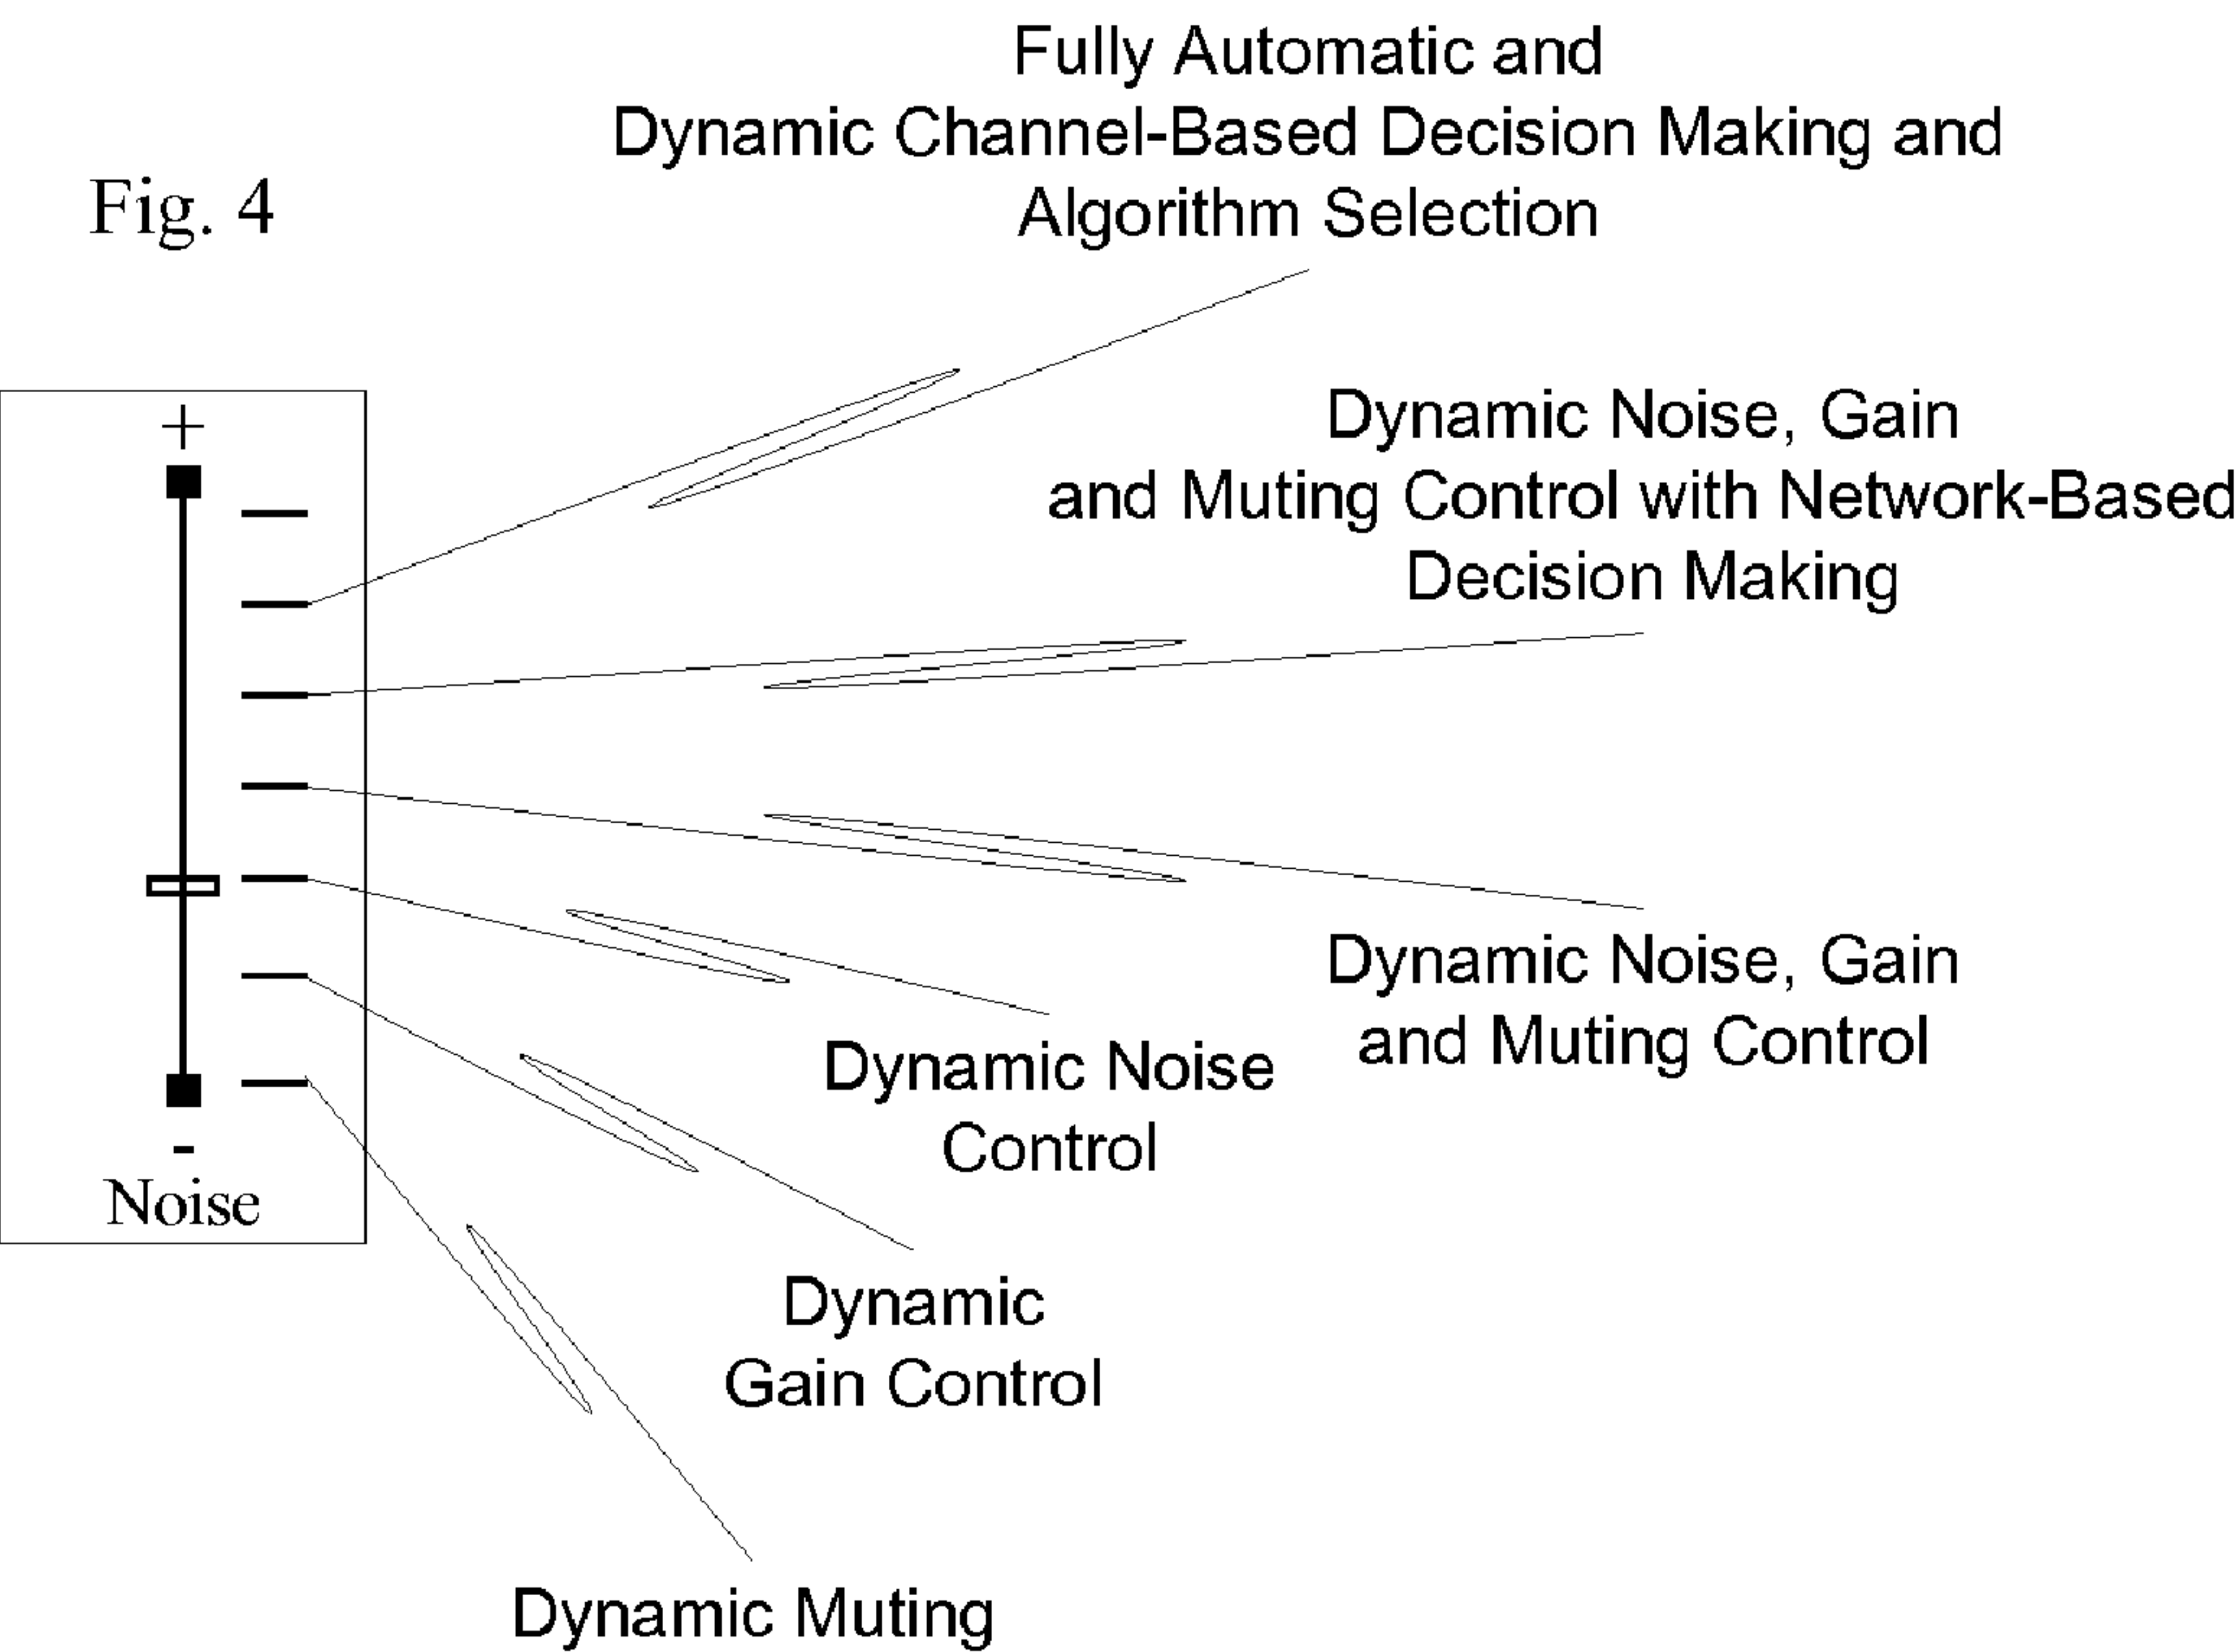 Fig. 4
Fully Automatic and
Dynamic Channel-Based Decision Making and
Algorithm Selection
+
Dynamic Noise, Gain
and Muting Control with Network-Based
Decision Making
Dynamic Noise, Gain
and Muting Control
Dynamic Noise
Control
-
Noise
Dynamic
Gain Control
Dynamic Muting